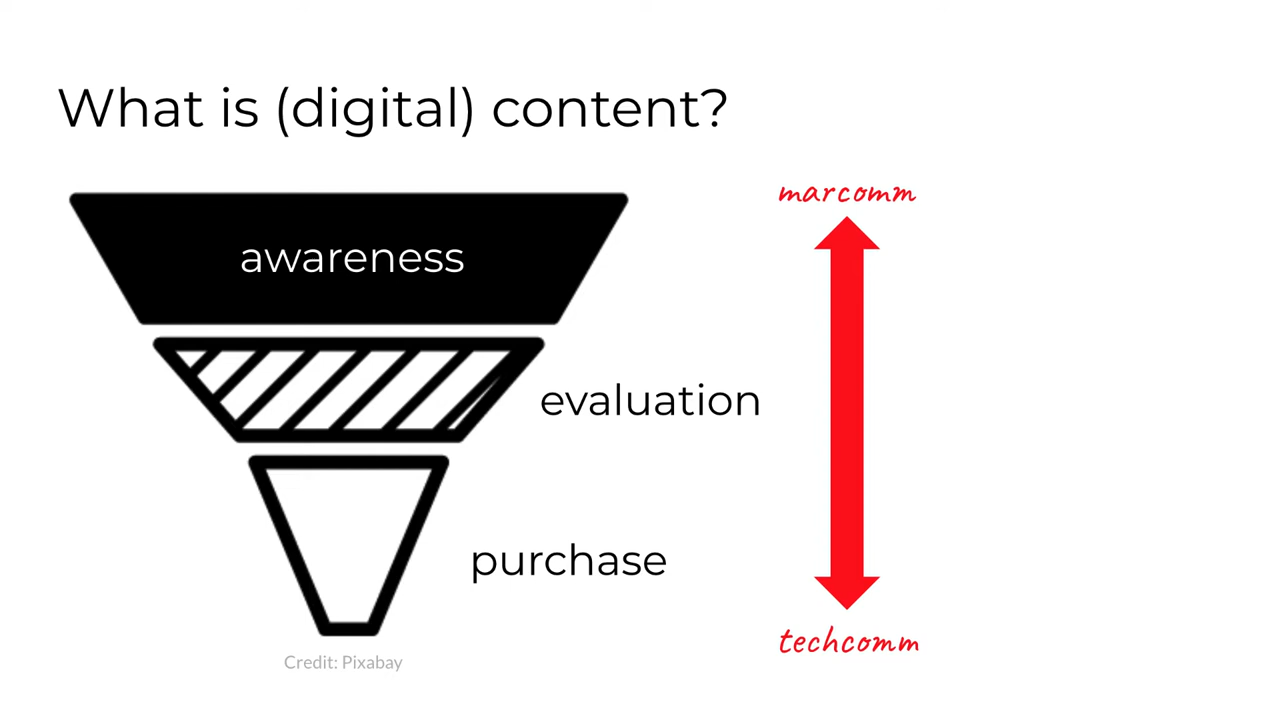 What is (digital) content?
marcomm
awareness
evaluation
purchase
techcomm
Credit: Pixabay